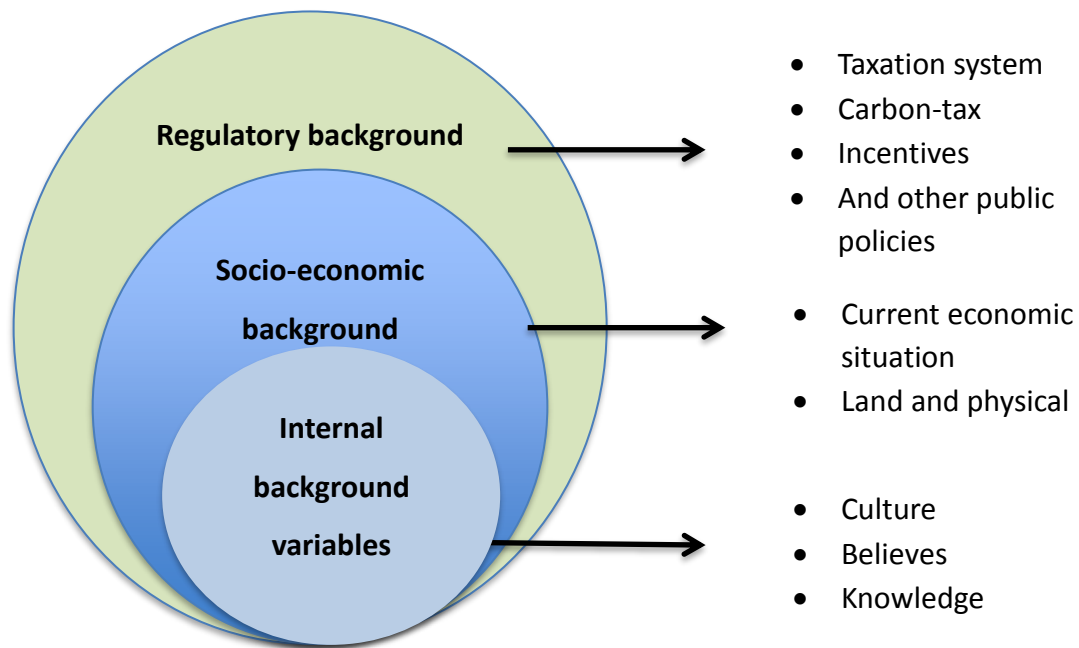 Regulatory background
Socio-economic
background
Internal
background
variables
• Taxation system
• Carbon-tax
• Incentives
• And other public
policies
• Current economic
situation
• Land and physical
• Culture
• Believes
• Knowledge